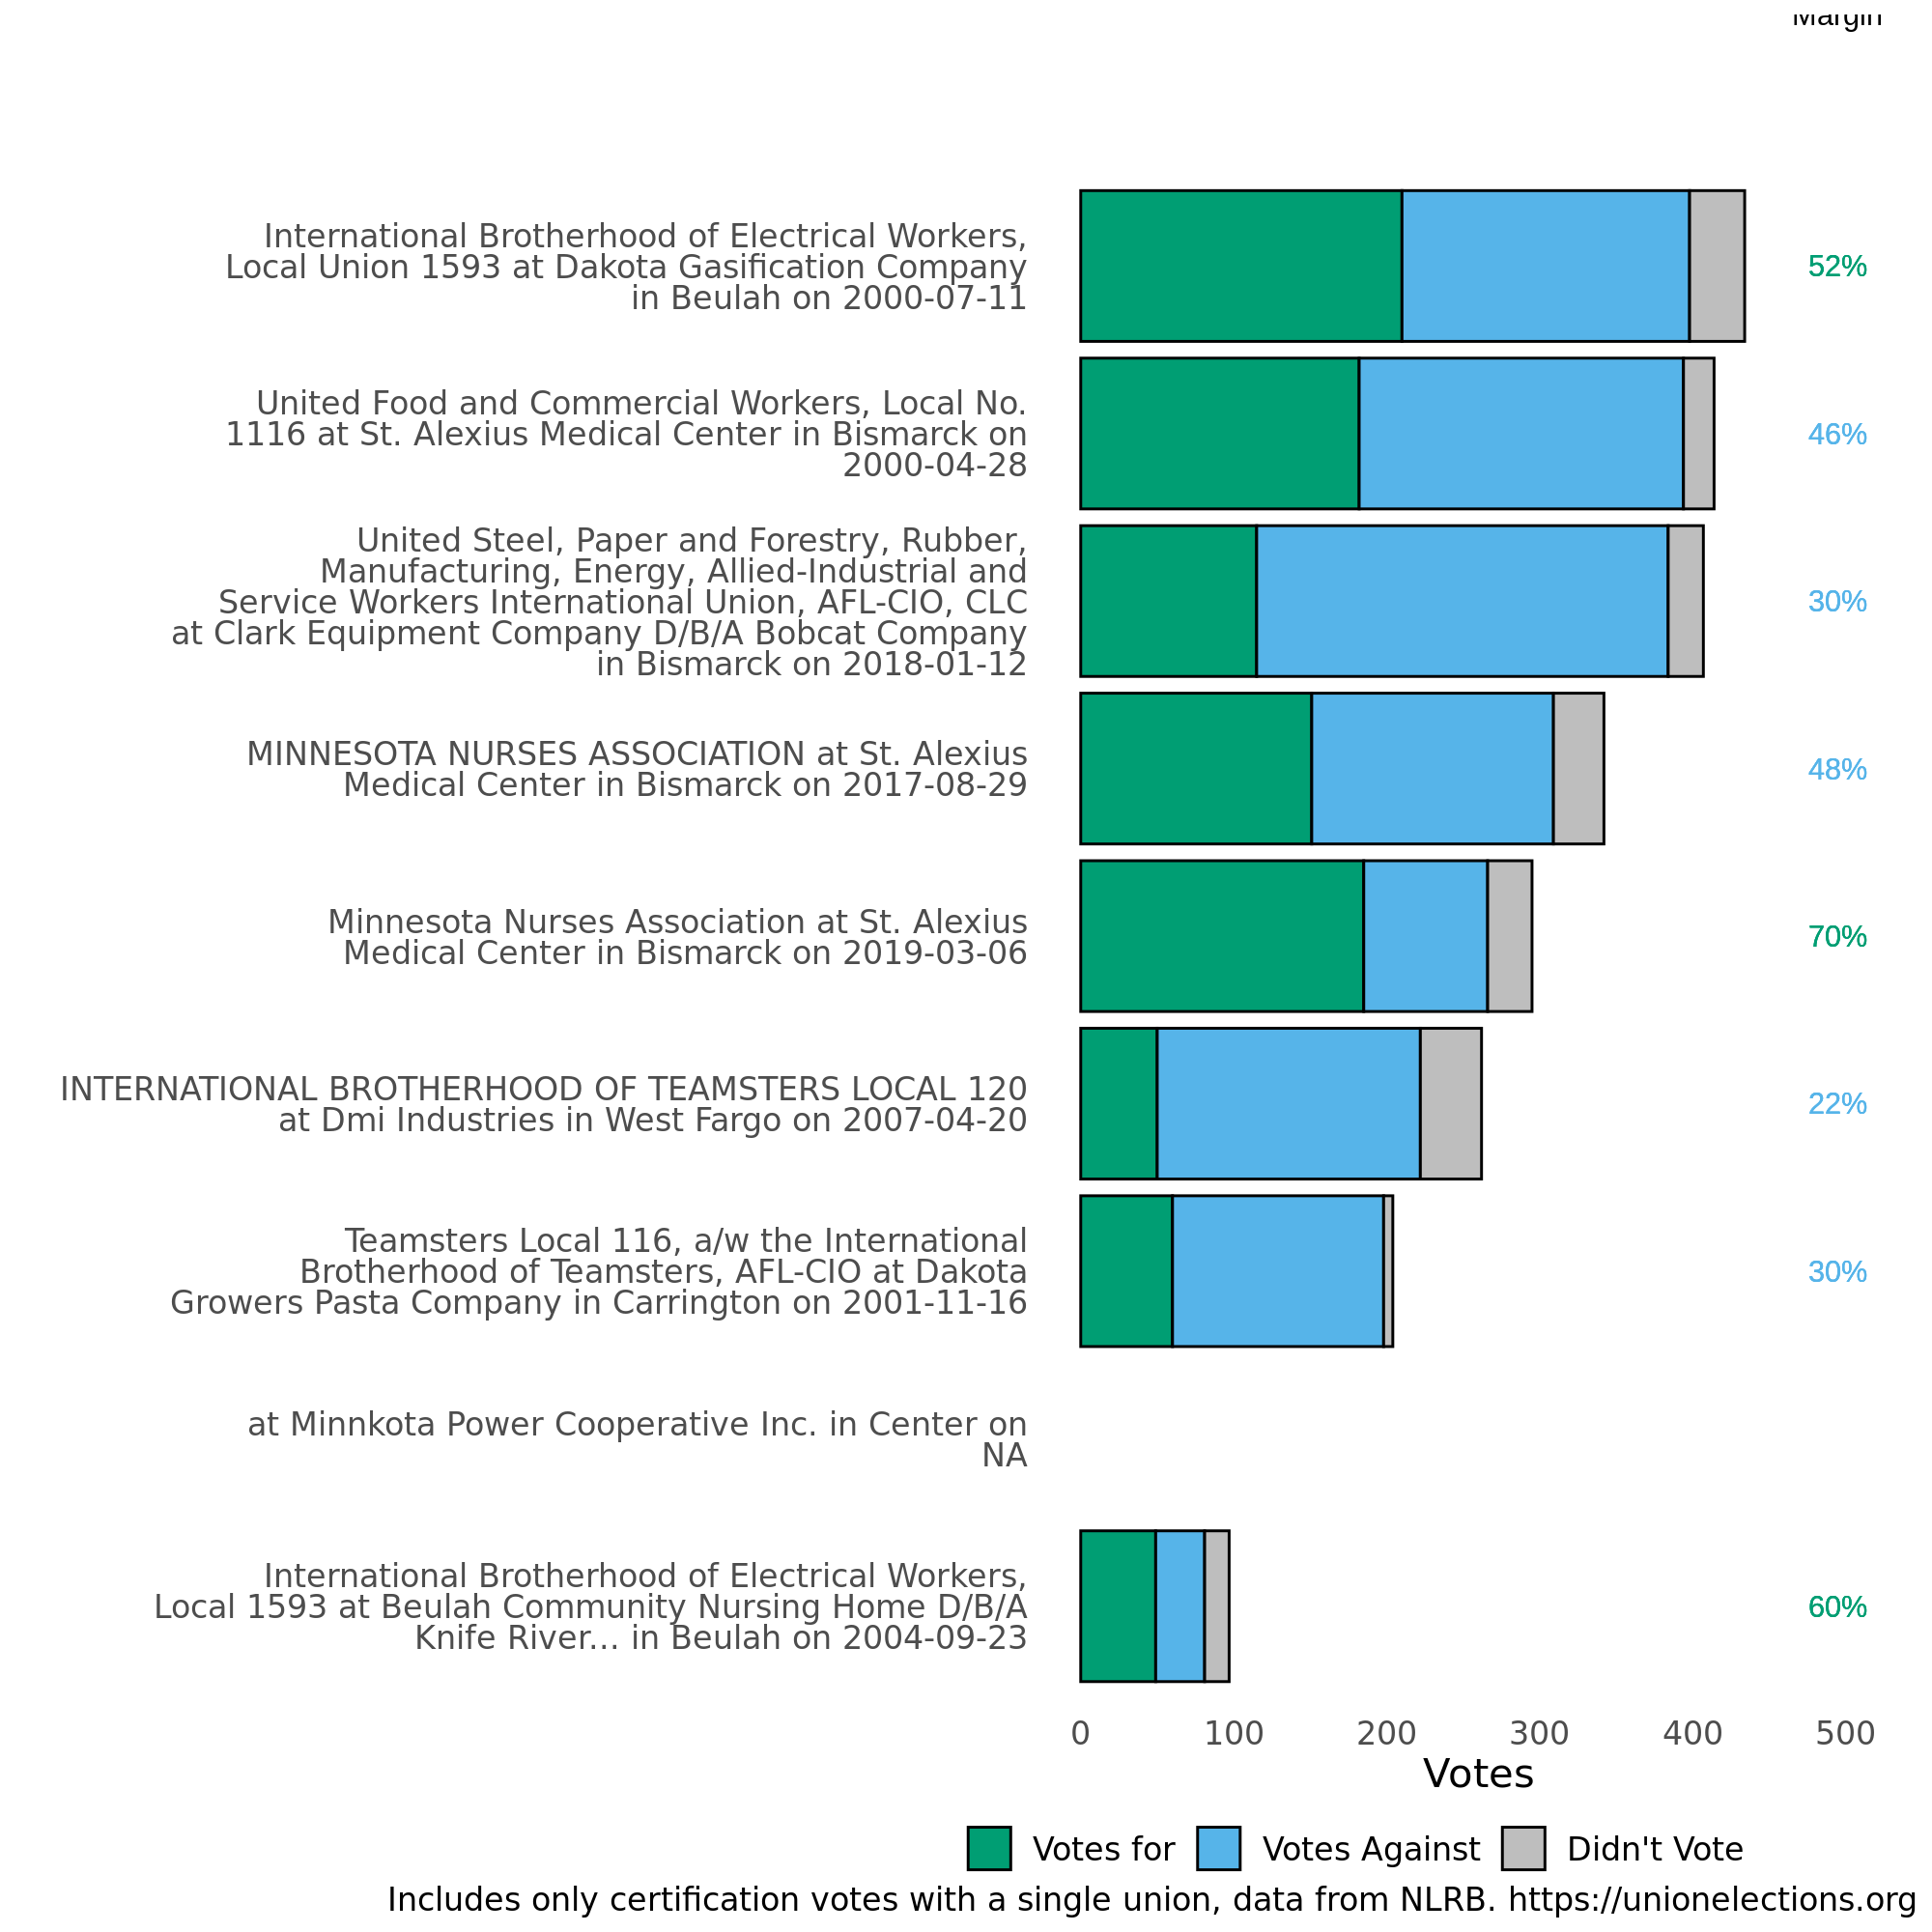 Margin
International Brotherhood of Electrical Workers,
Local Union 1593 at Dakota Gasification Company
in Beulah on 2000-07-11
52%
United Food and Commercial Workers, Local No.
1116 at St. Alexius Medical Center in Bismarck on
2000-04-28
46%
United Steel, Paper and Forestry, Rubber,
Manufacturing, Energy, Allied-Industrial and
Service Workers International Union, AFL-CIO, CLC
at Clark Equipment Company D/B/A Bobcat Company
in Bismarck on 2018-01-12
30%
MINNESOTA NURSES ASSOCIATION at St. Alexius
Medical Center in Bismarck on 2017-08-29
48%
Minnesota Nurses Association at St. Alexius
Medical Center in Bismarck on 2019-03-06
70%
INTERNATIONAL BROTHERHOOD OF TEAMSTERS LOCAL 120
at Dmi Industries in West Fargo on 2007-04-20
22%
Teamsters Local 116, a/w the International
Brotherhood of Teamsters, AFL-CIO at Dakota
Growers Pasta Company in Carrington on 2001-11-16
30%
at Minnkota Power Cooperative Inc. in Center on
NA
International Brotherhood of Electrical Workers,
Local 1593 at Beulah Community Nursing Home D/B/A
Knife River... in Beulah on 2004-09-23
60%
0 100 200 300 400 500
Votes
Votes for Votes Against Didn't Vote
Includes only certification votes with a single union, data from NLRB. https://unionelections.org